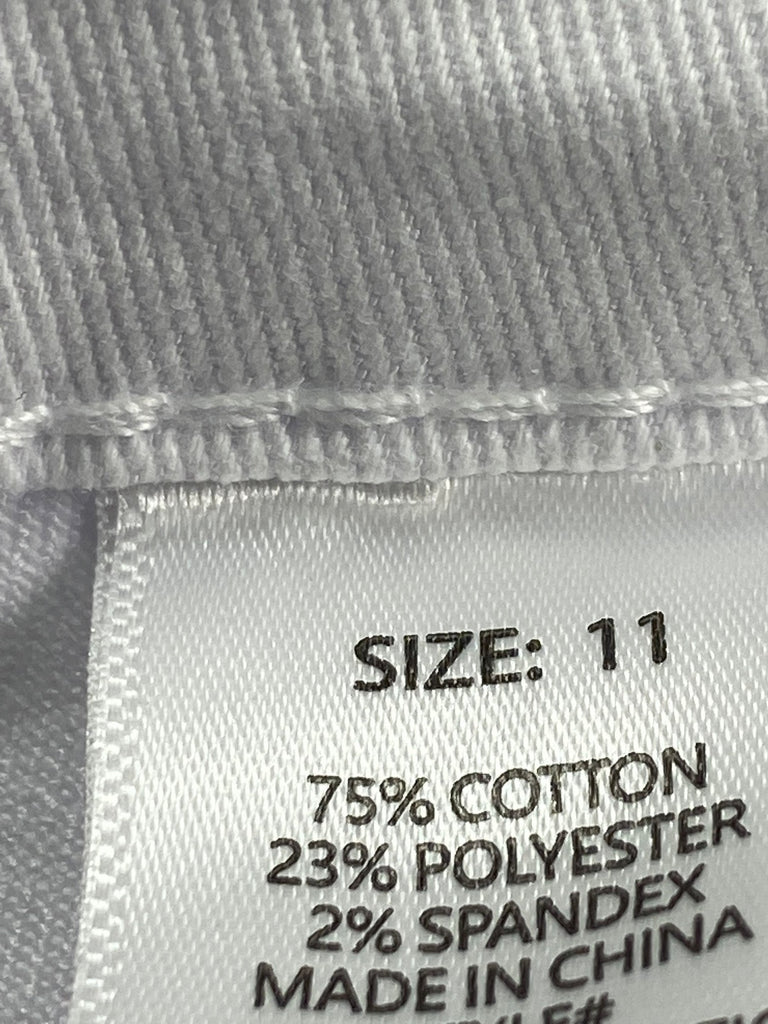 SIZE: 11
75% COTTON
23% POLYESTER
2% SPANDEX
MADE IN CHINA